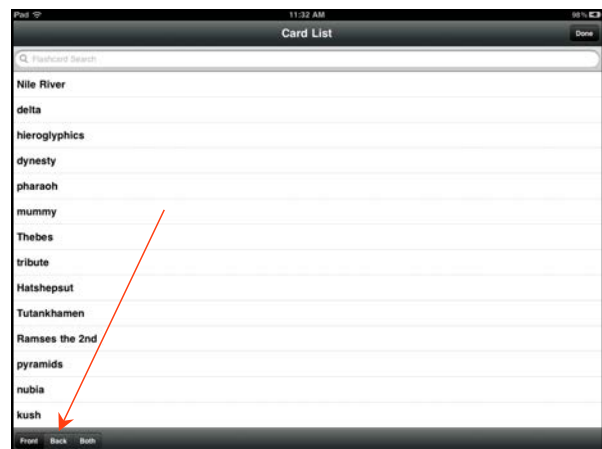 iPad 11:32 AM 98%
Card List Done
Flashcard Search
Nile River
delta
hieroglyphics
dynesty
pharaoh
mummy
Thebes
tribute
Hatshepsut
Tutankhamen
Ramses the 2nd
pyramids
nubia
kush
Front Back Both